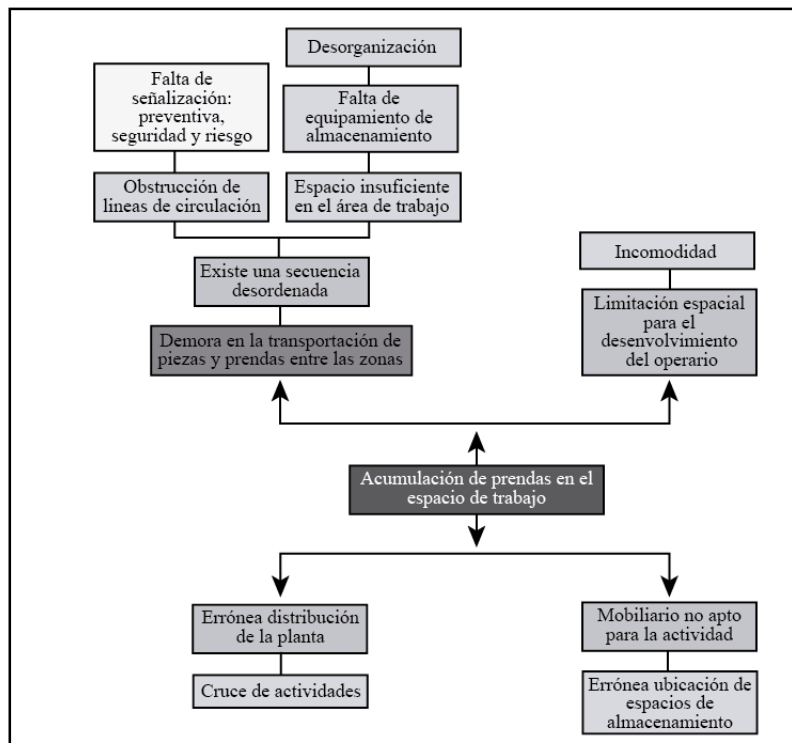 Desorganización
Falta de
señalización:
preventiva,
seguridad y riesgo
Falta de
equipamiento de
almacenamiento
Obstrucción de
lineas de circulación
Espacio insuficiente
en el área de trabajo
Existe una secuencia
desordenada
Incomodidad
Demora en la transportación de
piezas y prendas entre las zonas
Limitación espacial
para el
desenvolvimiento
del operario
Acumulación de prendas en el
espacio de trabajo
Errónea distribución
de la planta
Mobiliario no apto
para la actividad
Cruce de actividades
Errónea ubicación de
espacios de
almacenamiento